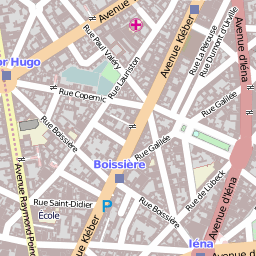 Avenue
Avenue Kléber
Rue La Pérouse
Rue Dumont d'Urville
Avenue
d'Iéna
Rue Paul Valéry
Rue Lauriston
or Hugo
Rue Copernic
Rue Galilée
Rue Boissière
Rue Galilée
Boissière
Rue de Lubeck
Avenue d'Iéna
Avenue Raymond Poinc
Rue Saint-Didier
École
P
Rue Boissière
Avenue Kléber
Iéna